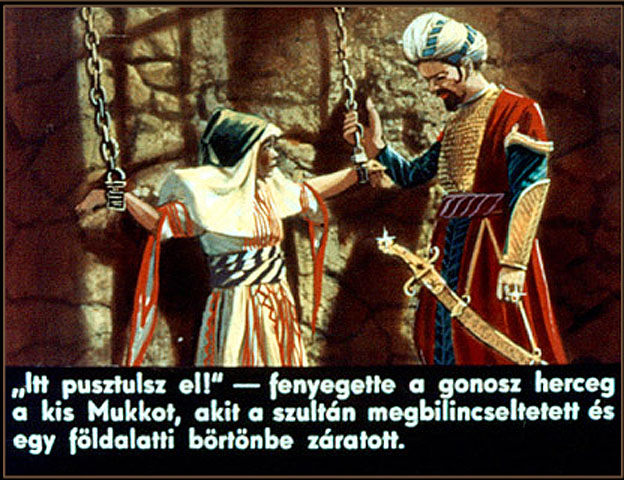 „Itt pusztulsz el!“ — fenyegette a gonosz herceg
a kis Mukkot, akit a szultán megbilincseltetett és
egy földalatti börtönbe záratott.